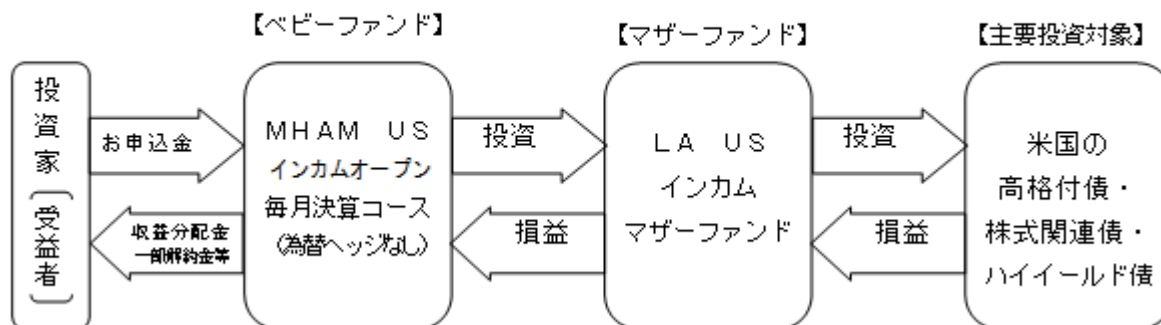 【ベビーファンド】
【マザーファンド】
【主要投資対象】
投資家〔受益者〕
お申込金
収益分配金
一部解約金等
ＭＨＡＭ　ＵＳ
インカムオープン
毎月決算コース
（為替ヘッジなし）
投資
損益
ＬＡ　ＵＳ
インカム
マザーファンド
投資
損益
米国の
高格付債・
株式関連債・
ハイイールド債